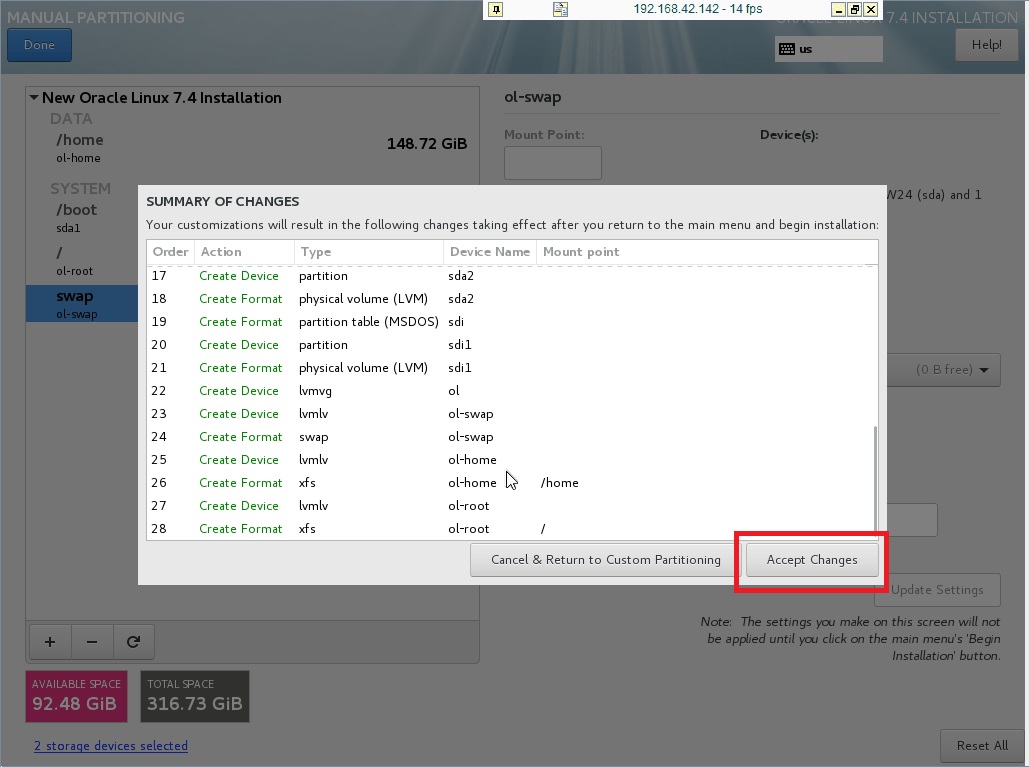 192.168.42.142 - 14 fps
MANUAL PARTITIONING
ORACLE LINUX 7.4 INSTALLATION
Done
us
Help!
New Oracle Linux 7.4 Installation
DATA
/home
148.72 GiB
ol-home
SYSTEM
/boot
sda1
/
ol-root
swap
ol-swap
ol-swap
Mount Point:
Device(s):
W24 (sda) and 1
SUMMARY OF CHANGES
Your customizations will result in the following changes taking effect after you return to the main menu and begin installation:
Order Action Type Device Name Mount point
17 Create Device partition sda2
18 Create Format physical volume (LVM) sda2
19 Create Format partition table (MSDOS) sdi
20 Create Device partition sdi1
21 Create Format physical volume (LVM) sdi1
22 Create Device lvmvg ol
23 Create Device lvmlv ol-swap
24 Create Format swap ol-swap
25 Create Device lvmlv ol-home
26 Create Format xfs ol-home /home
27 Create Device lvmlv ol-root
28 Create Format xfs ol-root /
Cancel & Return to Custom Partitioning
Accept Changes
(0 B free)
Update Settings
Note: The settings you make on this screen will not
be applied until you click on the main menu's 'Begin
Installation' button.
+ −
AVAILABLE SPACE
92.48 GiB
TOTAL SPACE
316.73 GiB
2 storage devices selected
Reset All